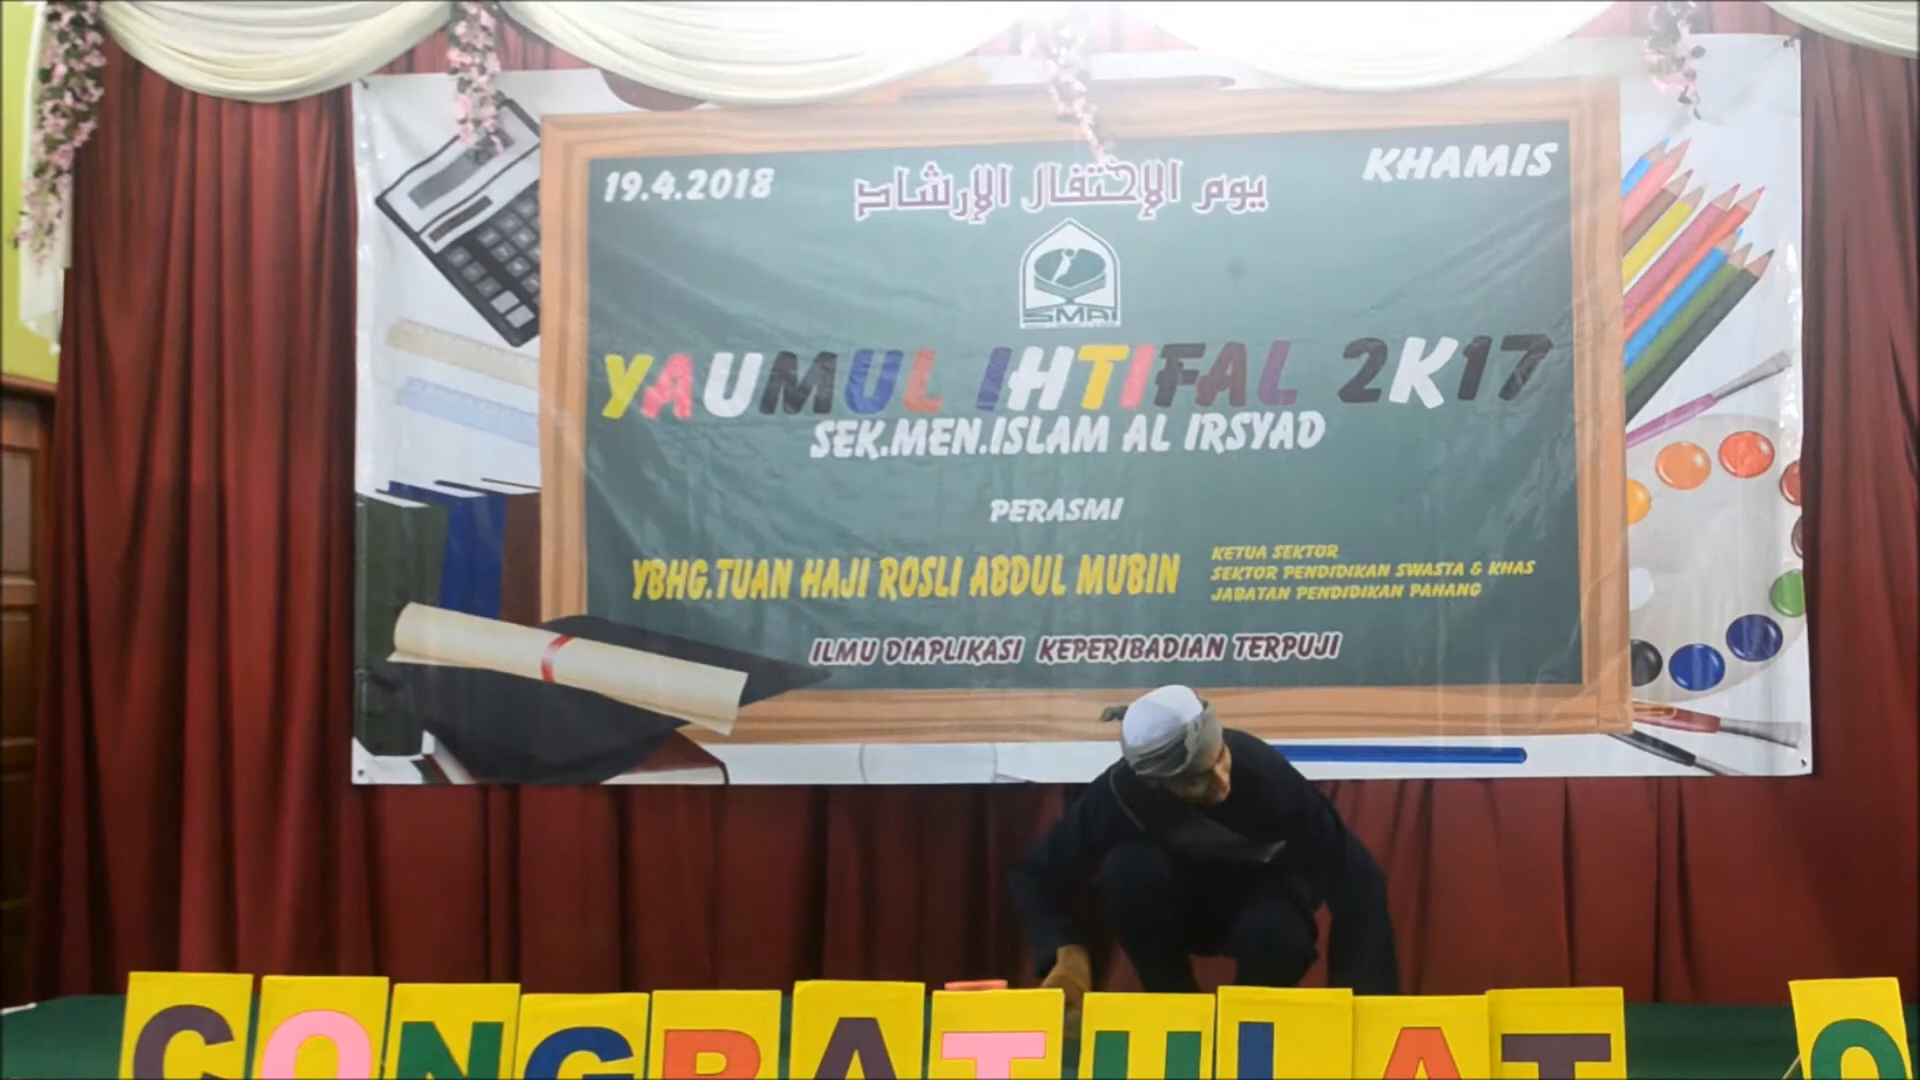 19.4.2018
يوم الإحتفال الإرشاد
KHAMIS
SMAI
YAUMUL IHTIFAL 2K17
SEK.MEN.ISLAM AL IRSYAD
PERASMI
YBHG.TUAN HAJI ROSLI ABDUL MUBIN
KETUA SEKTOR
SEKTOR PENDIDIKAN SWASTA & KHAS
JABATAN PENDIDIKAN PAHANG
ILMU DIAPLIKASI KEPERIBADIAN TERPUJI
CONGRATULAT O